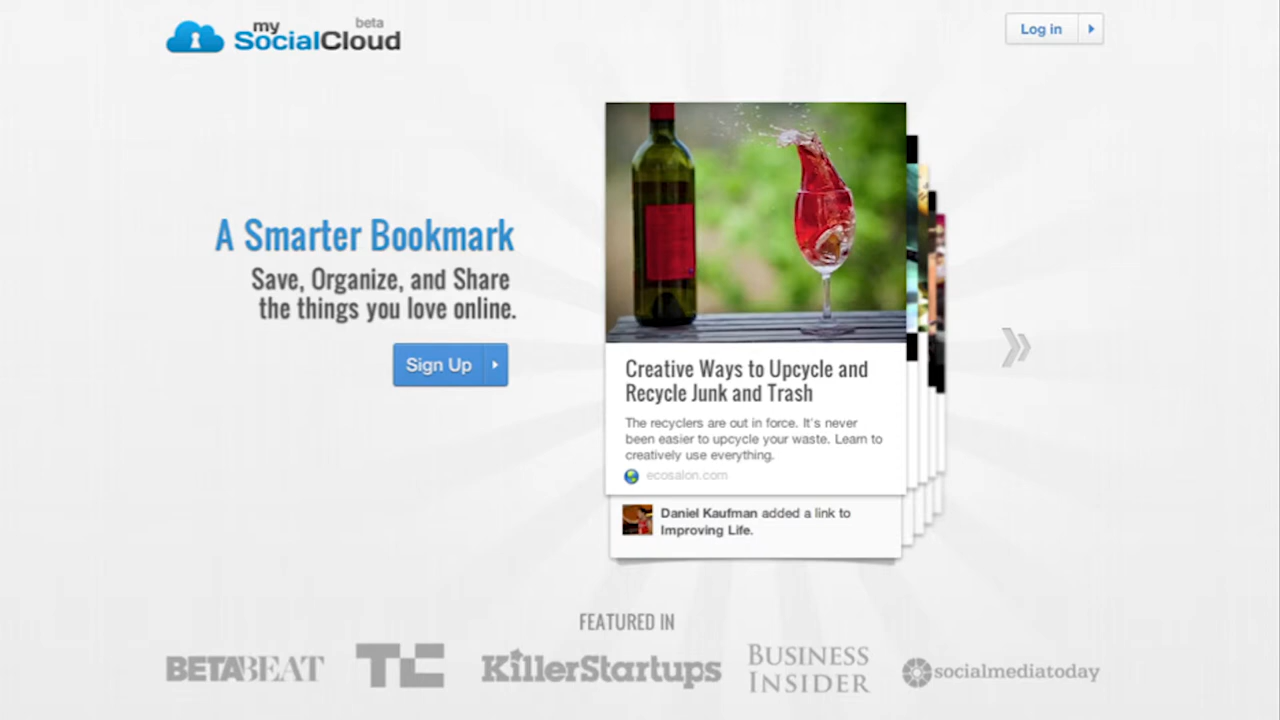 beta
my
SocialCloud
Log in
A Smarter Bookmark
Save, Organize, and Share
the things you love online.
Sign Up
Creative Ways to Upcycle and
Recycle Junk and Trash
The recyclers are out in force. It's never
been easier to upcycle your waste. Learn to
creatively use everything.
ecosalon.com
Daniel Kaufman added a link to
Improving Life.
FEATURED IN
BETABEAT
TC
KillerStartups
BUSINESS
INSIDER
socialmediatoday